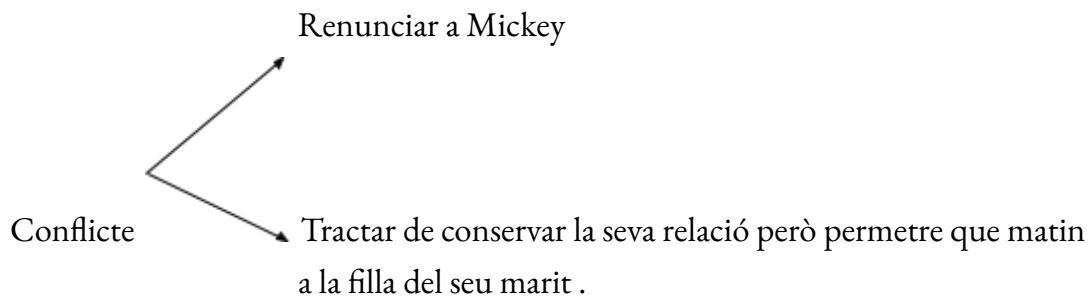 Renunciar a Mickey
Conflicte
Tractar de conservar la seva relació però permetre que matin
a la filla del seu marit .